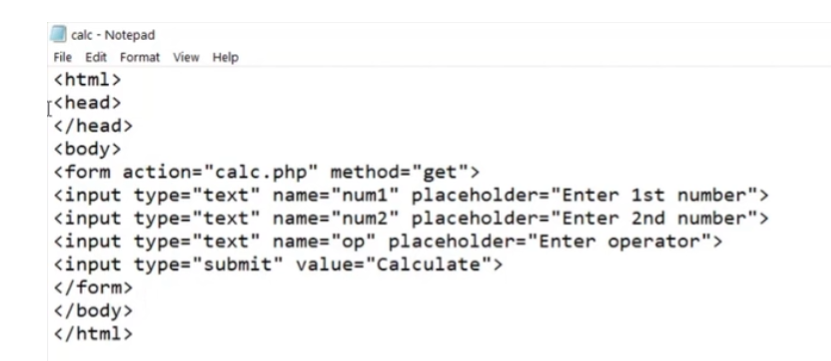 calc - Notepad
File Edit Format View Help
<html>
<head>
</head>
<body>
<form action="calc.php" method="get">
<input type="text" name="num1" placeholder="Enter 1st number">
<input type="text" name="num2" placeholder="Enter 2nd number">
<input type="text" name="op" placeholder="Enter operator">
<input type="submit" value="Calculate">
</form>
</body>
</html>